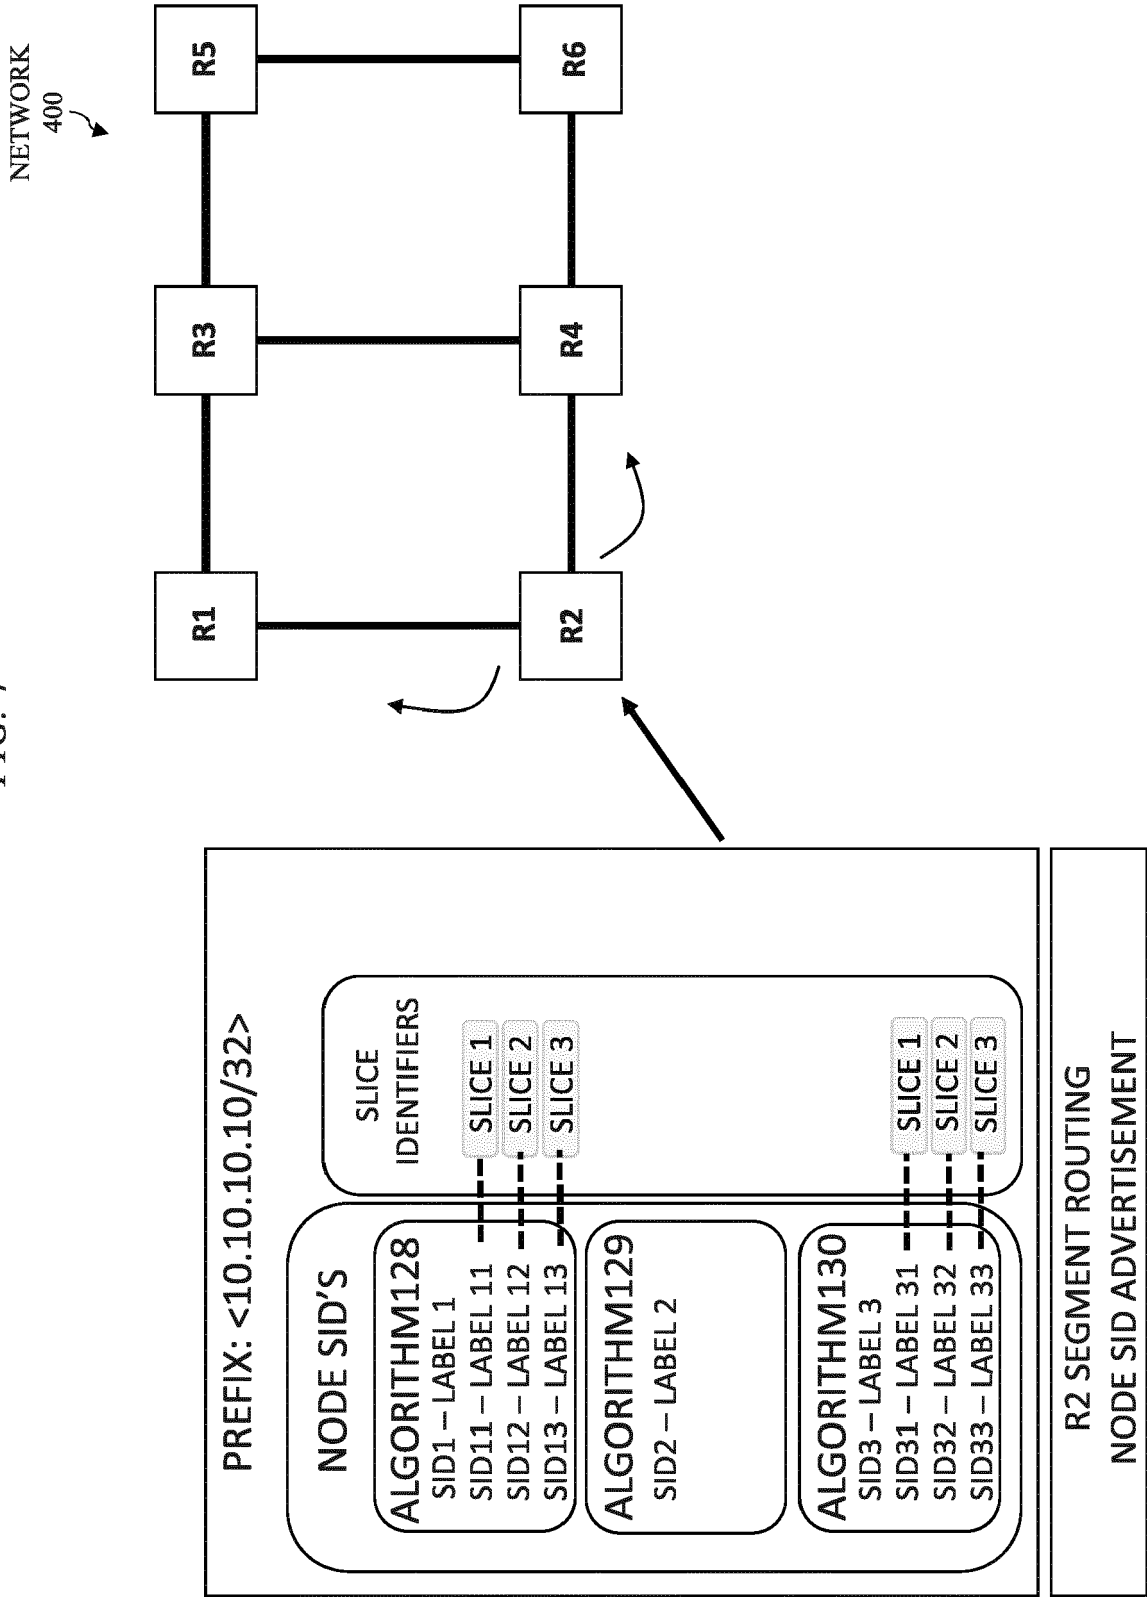 NETWORK
400
R1
R3
R5
R2
R4
R6
PREFIX: <10.10.10.10/32>
NODE SID'S
ALGORITHM128
SID1 – LABEL 1
SID11 – LABEL 11
SID12 – LABEL 12
SID13 – LABEL 13
ALGORITHM129
SID2 – LABEL 2
ALGORITHM130
SID3 – LABEL 3
SID31 – LABEL 31
SID32 – LABEL 32
SID33 – LABEL 33
SLICE
IDENTIFIERS
SLICE 1
SLICE 2
SLICE 3
SLICE 1
SLICE 2
SLICE 3
R2 SEGMENT ROUTING
NODE SID ADVERTISEMENT